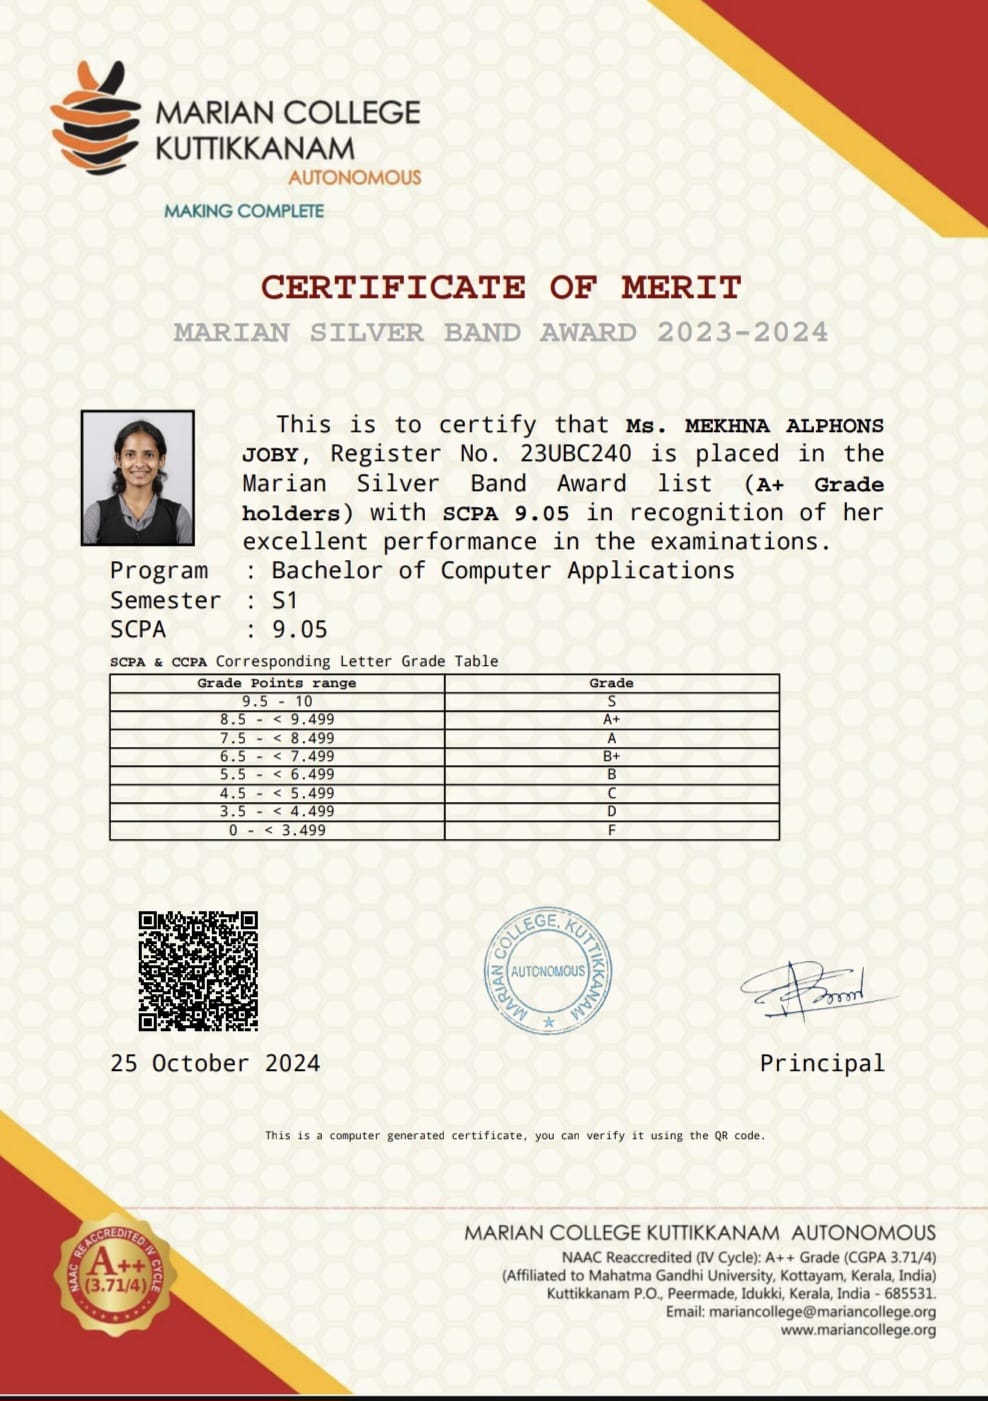 MARIAN COLLEGE
KUTTIKKANAM
AUTONOMOUS
MAKING COMPLETE
CERTIFICATE OF MERIT
MARIAN SILVER BAND AWARD 2023-2024
This is to certify that Ms. MEKHNA ALPHONS
JOBY, Register No. 23UBC240 is placed in the
Marian Silver Band Award list (A+ Grade
holders) with SCPA 9.05 in recognition of her
excellent performance in the examinations.
Program : Bachelor of Computer Applications
Semester : S1
SCPA : 9.05
SCPA & CCPA Corresponding Letter Grade Table
Grade Points range Grade
9.5 - 10 S
8.5 - < 9.499 A+
7.5 - < 8.499 A
6.5 - < 7.499 B+
5.5 - < 6.499 B
4.5 - < 5.499 C
3.5 - < 4.499 D
0 - < 3.499 F
MARIAN COLLEGE, KUTTIKKANAM
AUTONOMOUS
25 October 2024 Principal
This is a computer generated certificate, you can verify it using the QR code.
NAAC REACCREDITED IV CYCLE
A++
(3.71/4)
MARIAN COLLEGE KUTTIKKANAM AUTONOMOUS
NAAC Reaccredited (IV Cycle): A++ Grade (CGPA 3.71/4)
(Affiliated to Mahatma Gandhi University, Kottayam, Kerala, India)
Kuttikkanam P.O., Peermade, Idukki, Kerala, India - 685531.
Email: mariancollege@mariancollege.org
www.mariancollege.org